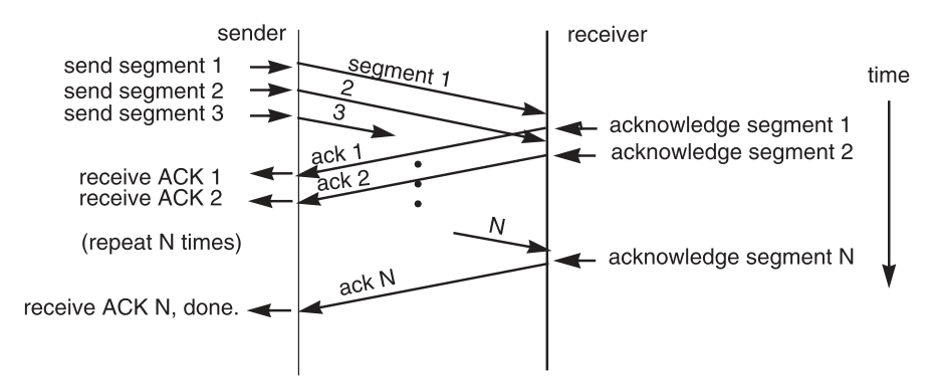 sender
receiver
send segment 1
segment 1
time
send segment 2
2
send segment 3
3
acknowledge segment 1
acknowledge segment 2
ack 1
receive ACK 1
ack 2
receive ACK 2
(repeat N times)
N
acknowledge segment N
ack N
receive ACK N, done.